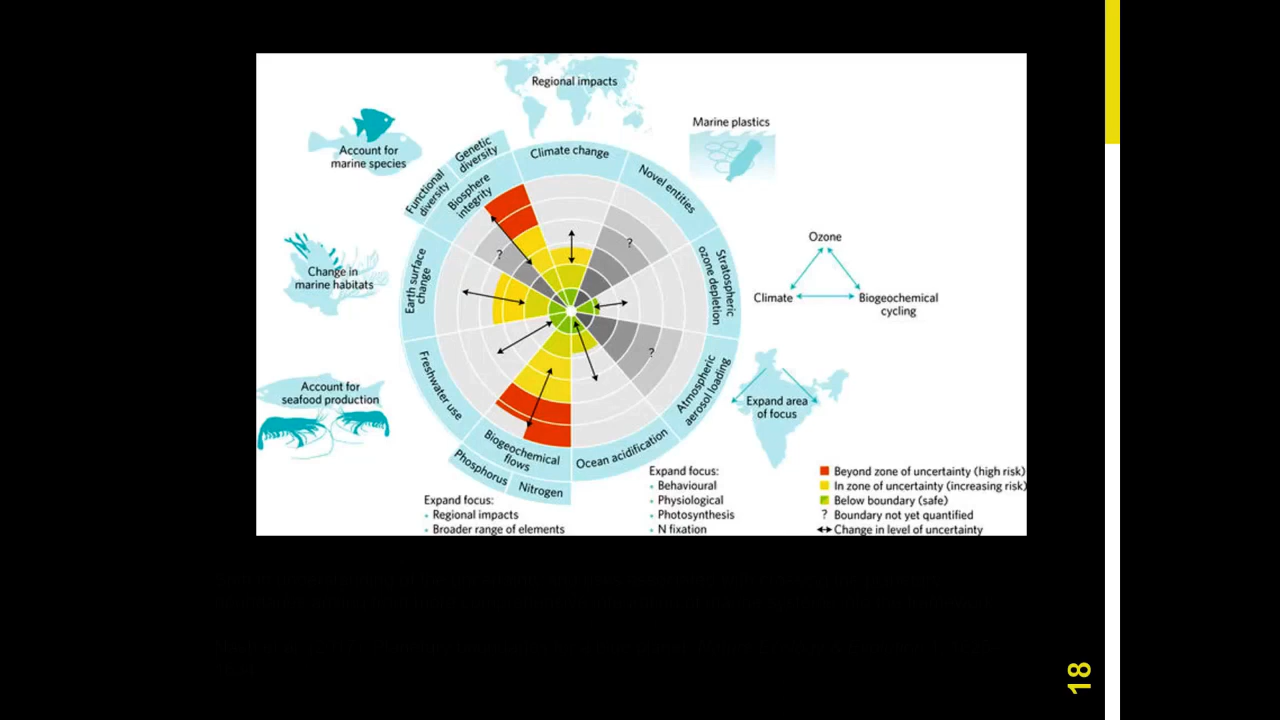 Regional impacts
Marine plastics
Account for
marine species
Genetic
diversity
Functional
diversity
Biosphere
integrity
Climate change
Novel entities
?
?
Stratospheric
ozone depletion
Ozone
Climate
Biogeochemical
cycling
Change in
marine habitats
Earth surface
change
?
Atmospheric
aerosol loading
Expand area
of focus
Account for
seafood production
Freshwater use
Biogeochemical
flows
Ocean acidification
Phosphorus
Nitrogen
Expand focus:
Regional impacts
Broader range of elements
Expand focus:
Behavioural
Physiological
Photosynthesis
N fixation
Beyond zone of uncertainty (high risk)
In zone of uncertainty (increasing risk)
Below boundary (safe)
? Boundary not yet quantified
Change in level of uncertainty
18